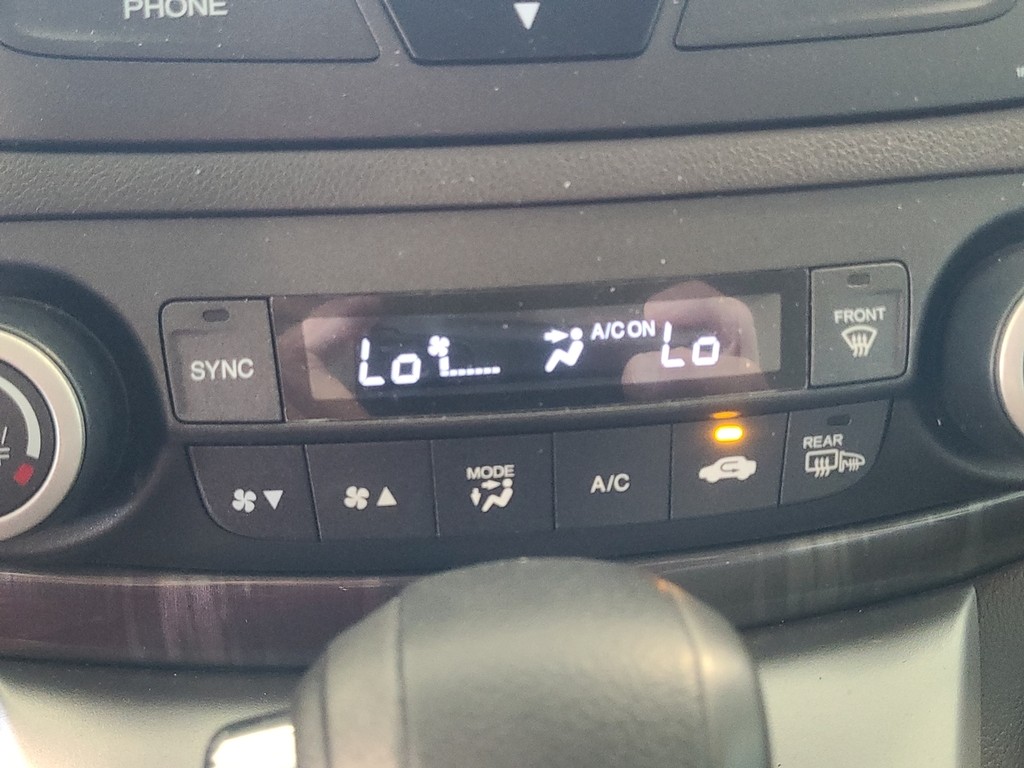 PHONE
SYNC
Lo
A/C ON
Lo
FRONT
MODE
A/C
REAR